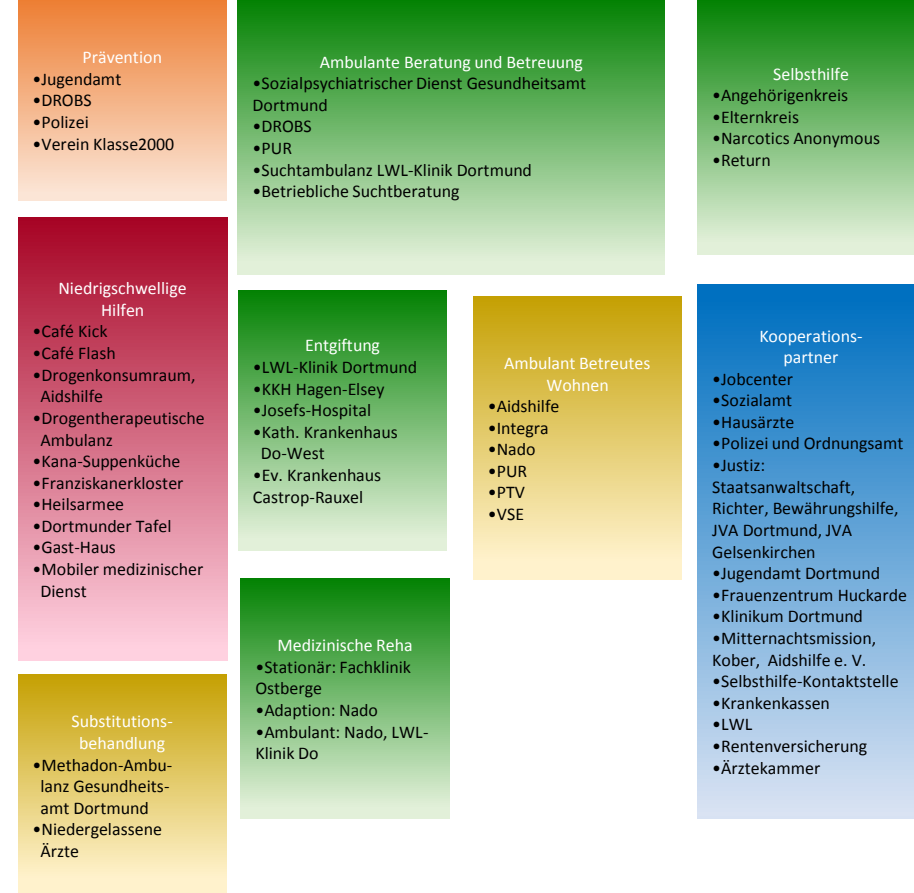 Prävention
•Jugendamt
•DROBS
•Polizei
•Verein Klasse2000
Ambulante Beratung und Betreuung
•Sozialpsychiatrischer Dienst Gesundheitsamt
Dortmund
•DROBS
•PUR
•Suchtambulanz LWL-Klinik Dortmund
•Betriebliche Suchtberatung
Selbsthilfe
•Angehörigenkreis
•Elternkreis
•Narcotics Anonymous
•Return
Niedrigschwellige
Hilfen
•Café Kick
•Café Flash
•Drogenkonsumraum,
Aidshilfe
•Drogentherapeutische
Ambulanz
•Kana-Suppenküche
•Franziskanerkloster
•Heilsarmee
•Dortmunder Tafel
•Gast-Haus
•Mobiler medizinischer
Dienst
Entgiftung
•LWL-Klinik Dortmund
•KKH Hagen-Elsey
•Josefs-Hospital
•Kath. Krankenhaus
Do-West
•Ev. Krankenhaus
Castrop-Rauxel
Ambulant Betreutes
Wohnen
•Aidshilfe
•Integra
•Nado
•PUR
•PTV
•VSE
Kooperations-
partner
•Jobcenter
•Sozialamt
•Hausärzte
•Polizei und Ordnungsamt
•Justiz:
Staatsanwaltschaft,
Richter, Bewährungshilfe,
JVA Dortmund, JVA
Gelsenkirchen
•Jugendamt Dortmund
•Frauenzentrum Huckarde
•Klinikum Dortmund
•Mitternachtsmission,
Kober, Aidshilfe e. V.
•Selbsthilfe-Kontaktstelle
•Krankenkassen
•LWL
•Rentenversicherung
•Ärztekammer
Medizinische Reha
•Stationär: Fachklinik
Ostberge
•Adaption: Nado
•Ambulant: Nado, LWL-
Klinik Do
Substitutions-
behandlung
•Methadon-Ambu-
lanz Gesundheits-
amt Dortmund
•Niedergelassene
Ärzte